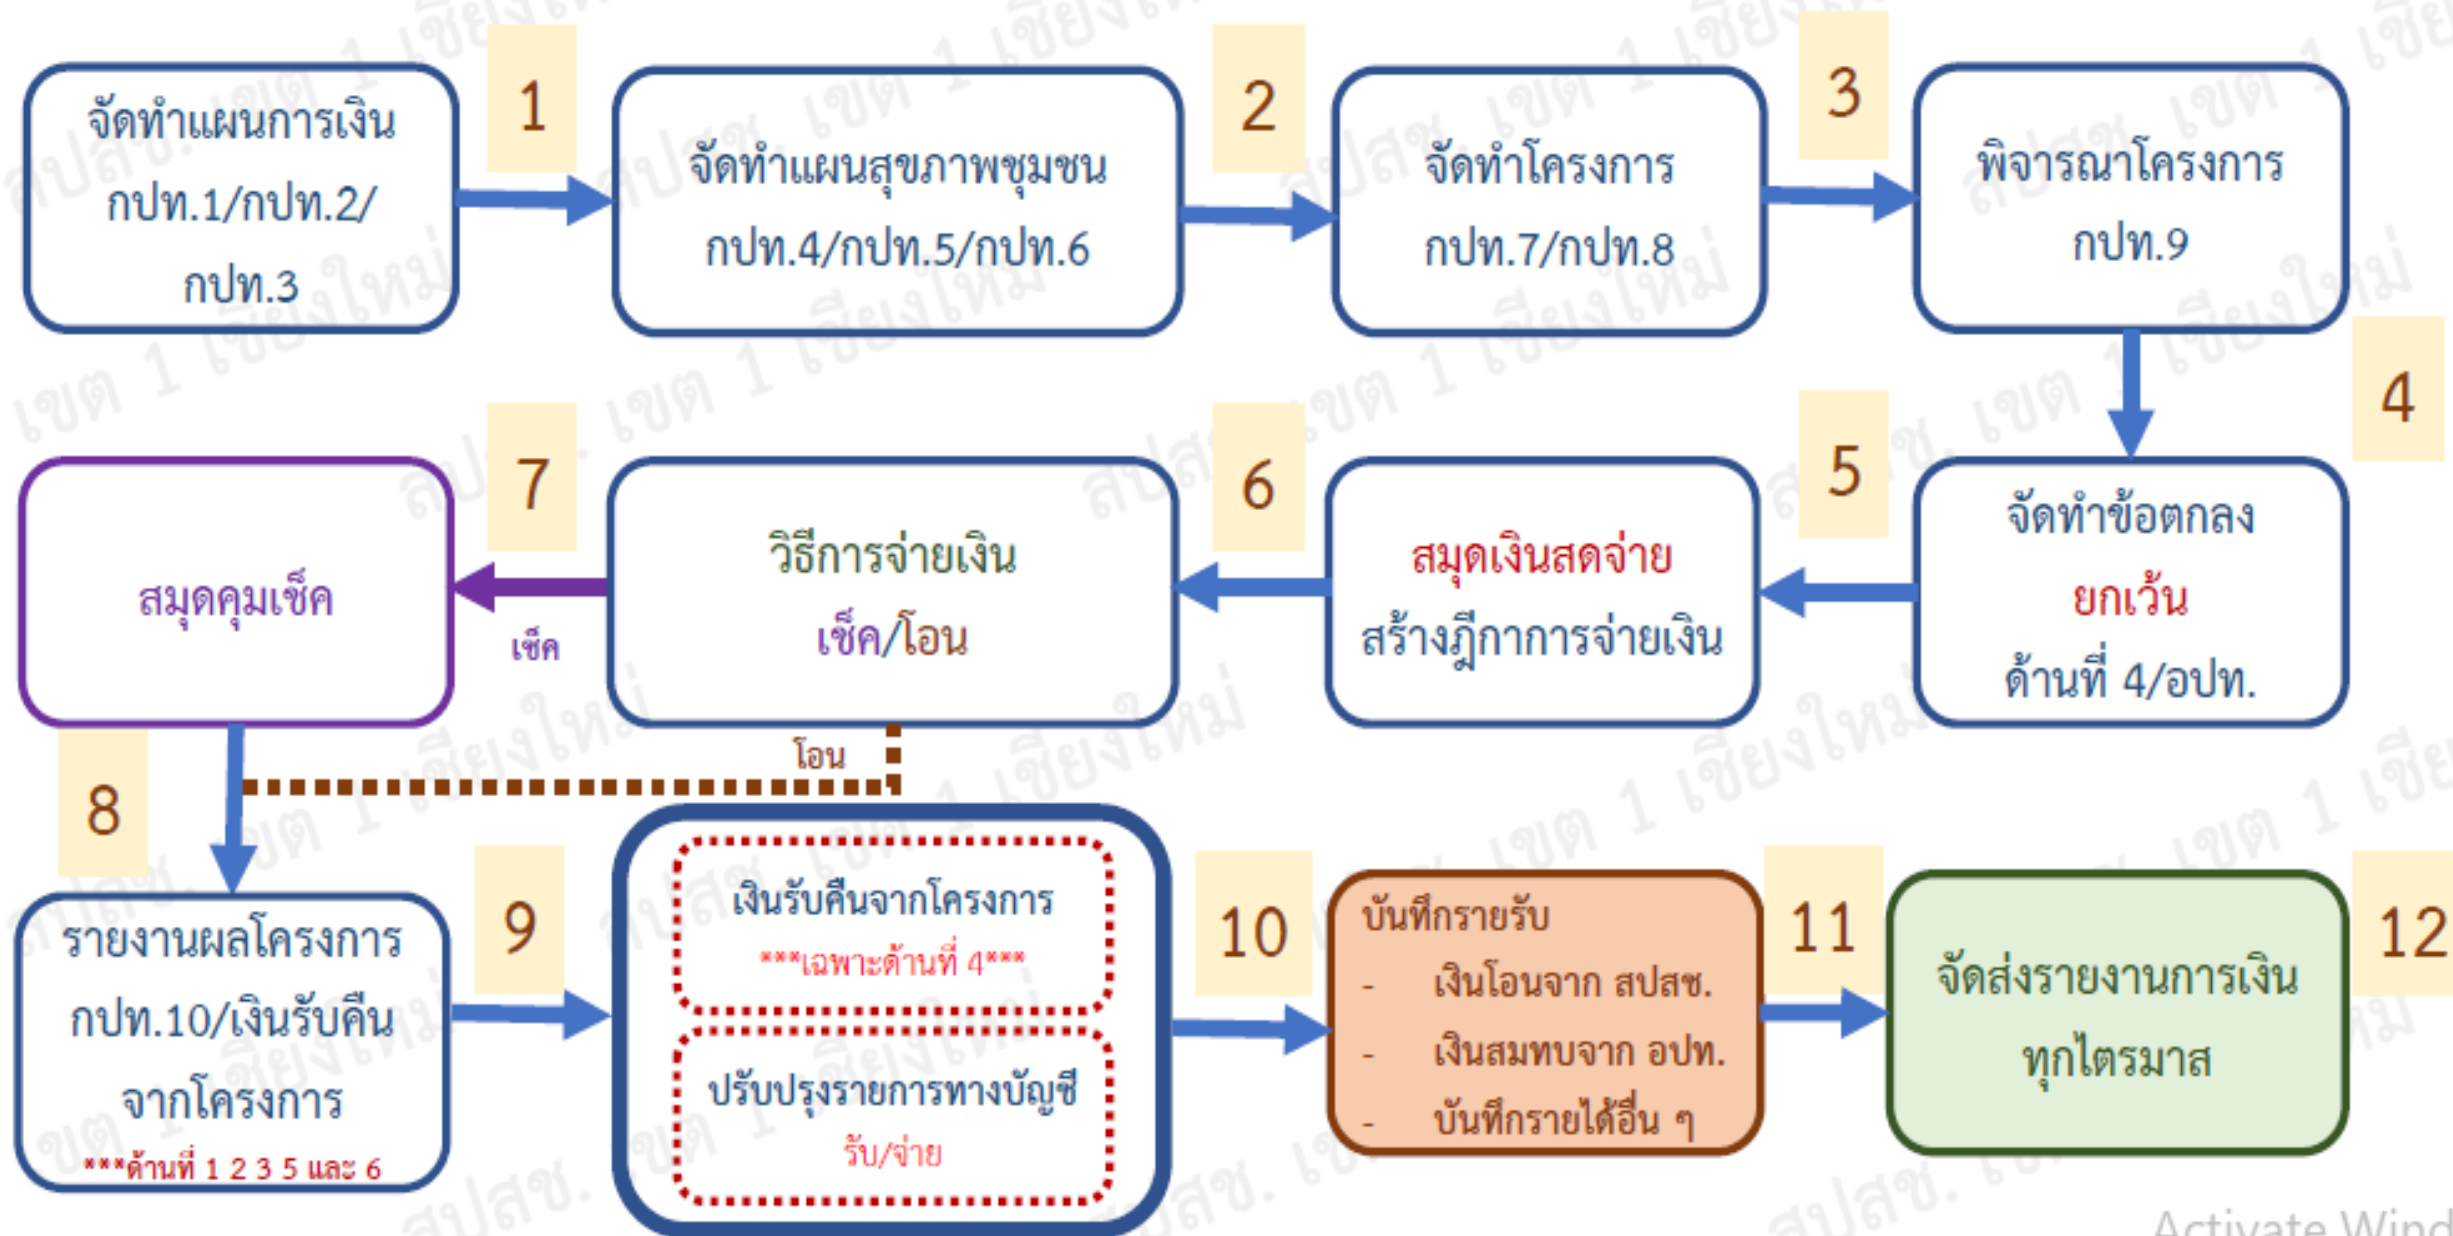 จัดทำแผนการเงิน
กปท.1/กปท.2/
กปท.3
1
จัดทำแผนสุขภาพชุมชน
กปท.4/กปท.5/กปท.6
2
จัดทำโครงการ
กปท.7/กปท.8
3
พิจารณาโครงการ
กปท.9
4
จัดทำข้อตกลง
ยกเว้น
ด้านที่ 4/อปท.
5
สมุดเงินสดจ่าย
สร้างฎีกาการจ่ายเงิน
6
วิธีการจ่ายเงิน
เช็ค/โอน
7
เช็ค
สมุดคุมเช็ค
โอน
8
รายงานผลโครงการ
กปท.10/เงินรับคืน
จากโครงการ
***ด้านที่ 1 2 3 5 และ 6
9
เงินรับคืนจากโครงการ
***เฉพาะด้านที่ 4***
ปรับปรุงรายการทางบัญชี
รับ/จ่าย
10
บันทึกรายรับ
- เงินโอนจาก สปสช.
- เงินสมทบจาก อปท.
- บันทึกรายได้อื่น ๆ
11
จัดส่งรายงานการเงิน
ทุกไตรมาส
12
สปสช. เขต 1 เชียงใหม่
Activate Wind